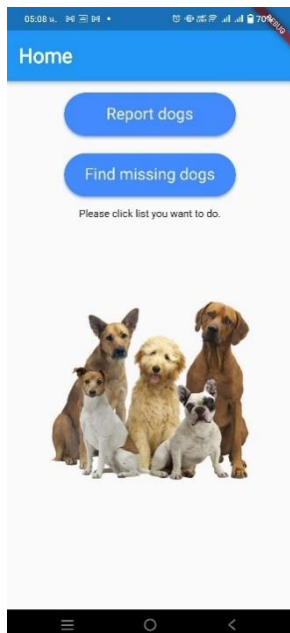 05:08 น.
70%
DEBUG
Home
Report dogs
Find missing dogs
Please click list you want to do.